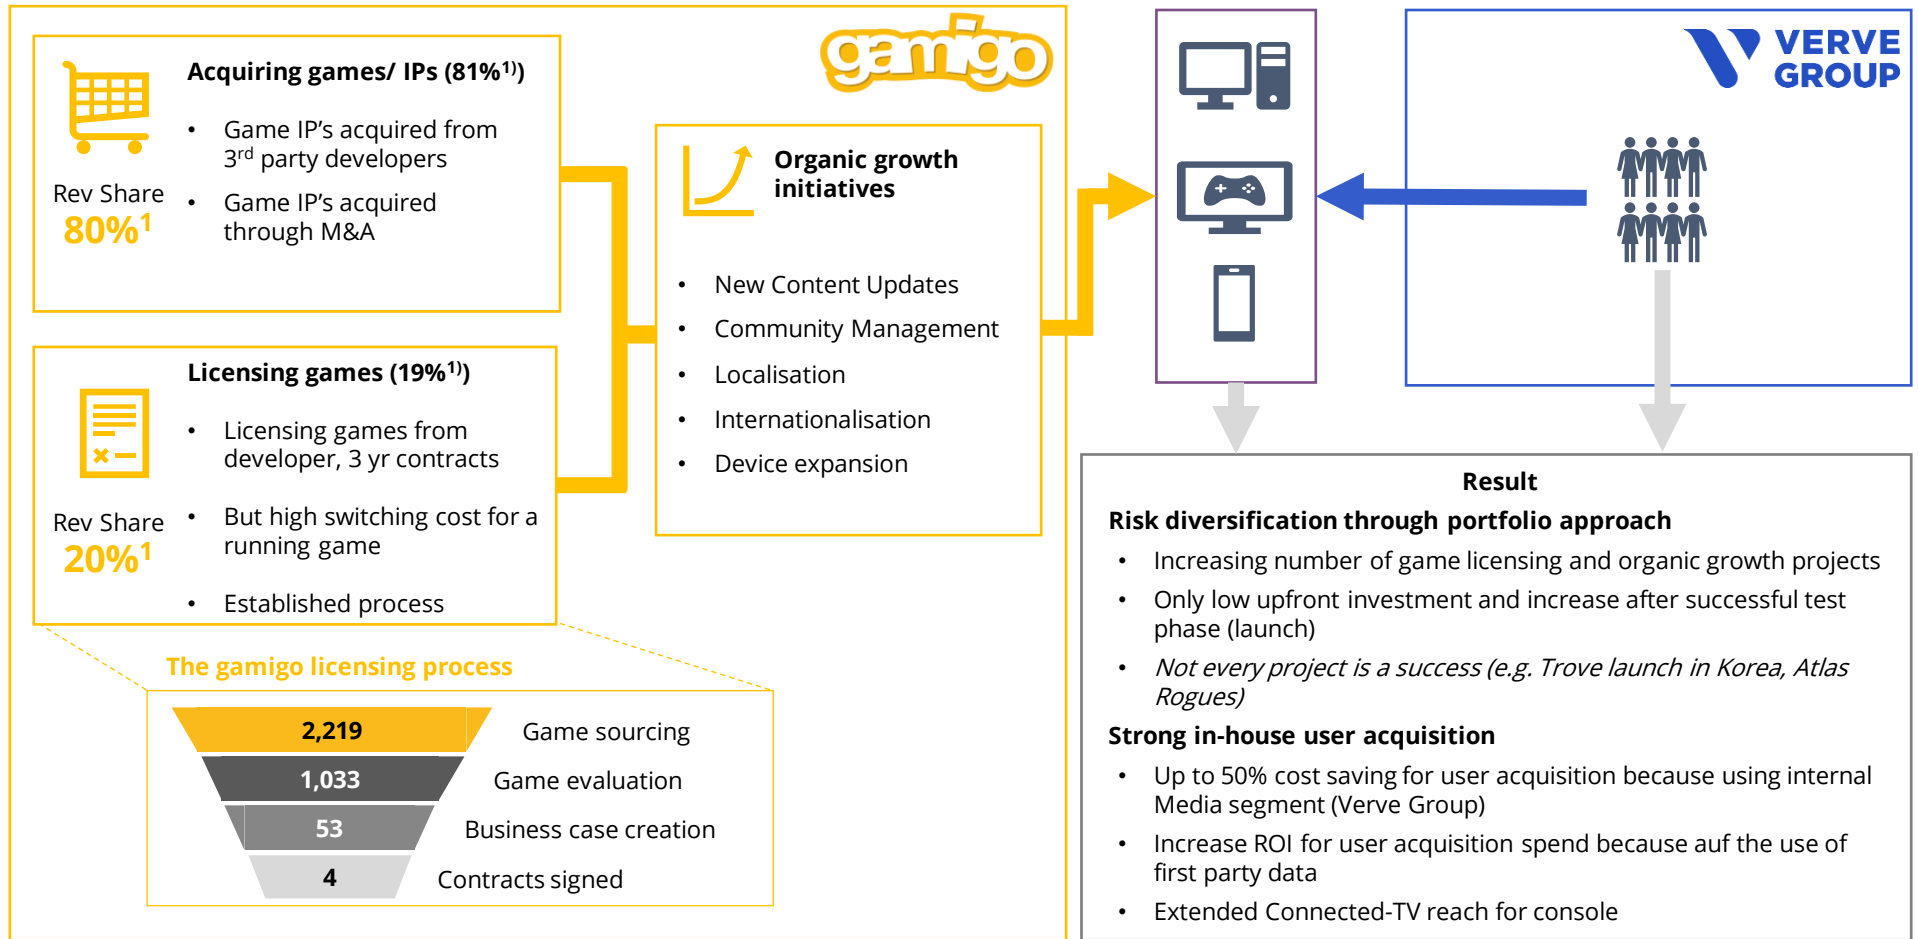 gamigo
Acquiring games/ IPs (81%¹⁾)
• Game IP's acquired from
3rd party developers
• Game IP's acquired
through M&A
Rev Share
80%¹
Licensing games (19%¹⁾)
• Licensing games from
developer, 3 yr contracts
• But high switching cost for a
running game
• Established process
Rev Share
20%¹
The gamigo licensing process
2,219 Game sourcing
1,033 Game evaluation
53 Business case creation
4 Contracts signed
Organic growth
initiatives
• New Content Updates
• Community Management
• Localisation
• Internationalisation
• Device expansion
VERVE
GROUP
Result
Risk diversification through portfolio approach
• Increasing number of game licensing and organic growth projects
• Only low upfront investment and increase after successful test
phase (launch)
• Not every project is a success (e.g. Trove launch in Korea, Atlas
Rogues)
Strong in-house user acquisition
• Up to 50% cost saving for user acquisition because using internal
Media segment (Verve Group)
• Increase ROI for user acquisition spend because auf the use of
first party data
• Extended Connected-TV reach for console